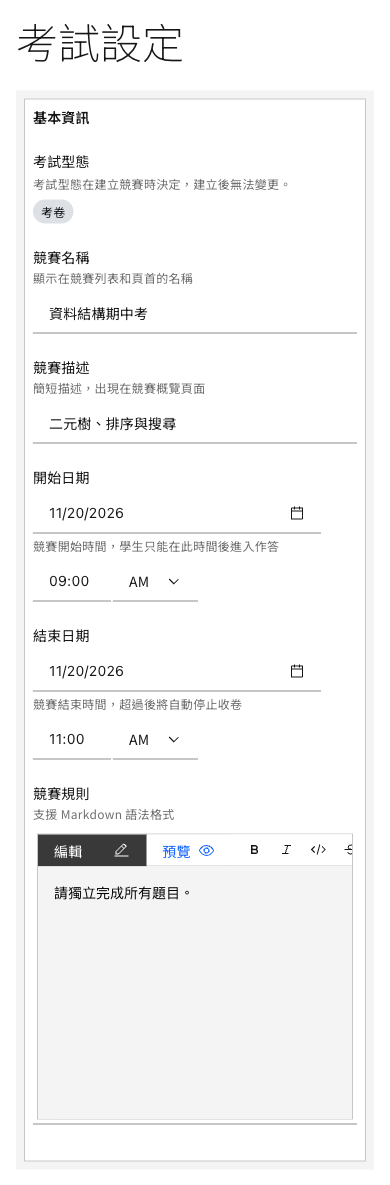 考試設定
基本資訊
考試型態
考試型態在建立競賽時決定，建立後無法變更。
考卷
競賽名稱
顯示在競賽列表和頁首的名稱
資料結構期中考
競賽描述
簡短描述，出現在競賽概覽頁面
二元樹、排序與搜尋
開始日期
11/20/2026
競賽開始時間，學生只能在此時間後進入作答
09:00 AM
結束日期
11/20/2026
競賽結束時間，超過後將自動停止收卷
11:00 AM
競賽規則
支援 Markdown 語法格式
編輯 預覽 B I </> S
請獨立完成所有題目。